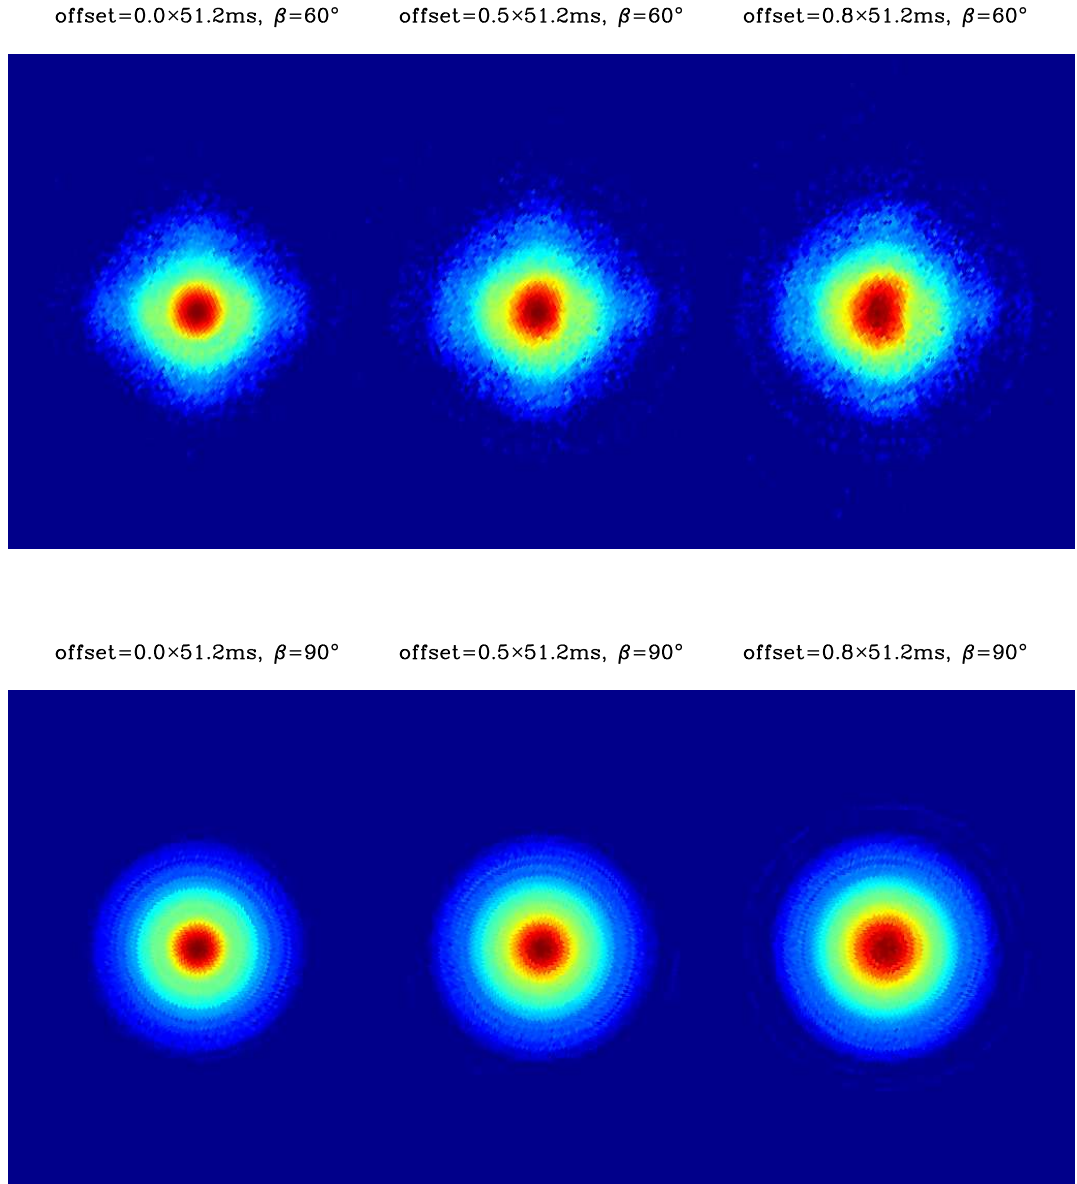 offset=0.0×51.2ms, β=60° offset=0.5×51.2ms, β=60° offset=0.8×51.2ms, β=60°
offset=0.0×51.2ms, β=90° offset=0.5×51.2ms, β=90° offset=0.8×51.2ms, β=90°